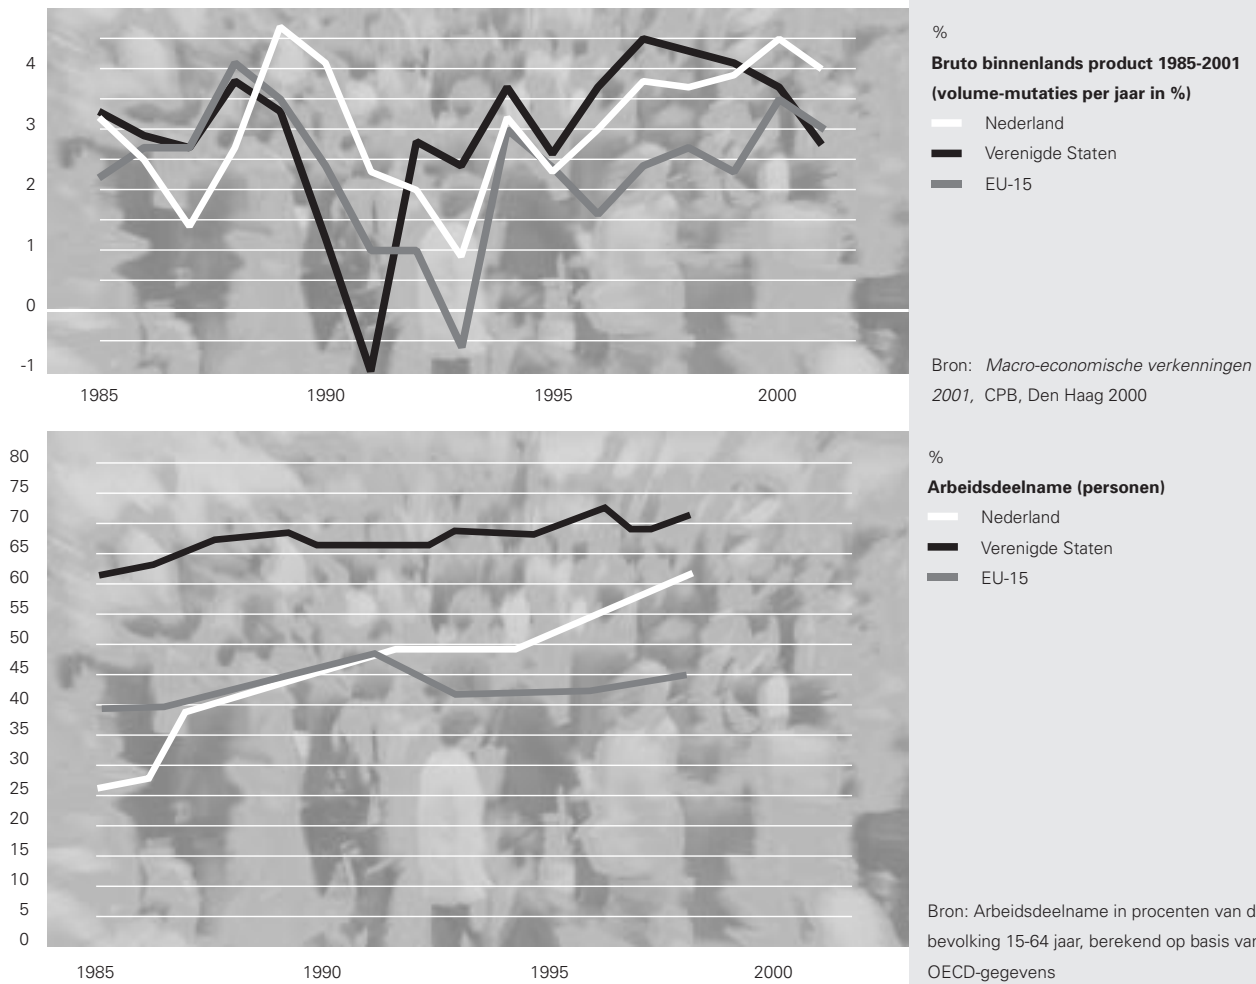 4
3
2
1
0
-1
1985 1990 1995 2000
%
Bruto binnenlands product 1985-2001
(volume-mutaties per jaar in %)
Nederland
Verenigde Staten
EU-15
Bron: Macro-economische verkenningen
2001, CPB, Den Haag 2000
80
75
70
65
60
55
50
45
40
35
30
25
20
15
10
5
0
1985 1990 1995 2000
%
Arbeidsdeelname (personen)
Nederland
Verenigde Staten
EU-15
Bron: Arbeidsdeelname in procenten van d
bevolking 15-64 jaar, berekend op basis van
OECD-gegevens